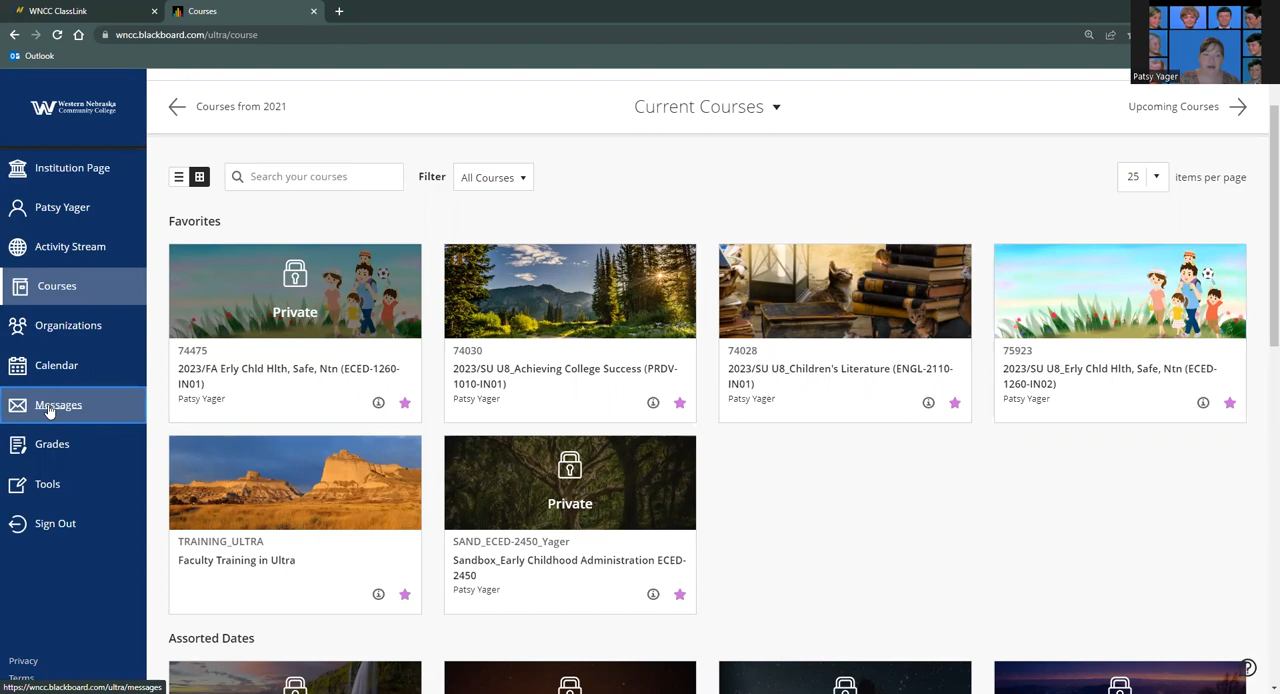 WNCC ClassLink
Courses
wncc.blackboard.com/ultra/course
Outlook
Patsy Yager
Western Nebraska
Community College
Courses from 2021
Current Courses
Upcoming Courses
Institution Page
Patsy Yager
Activity Stream
Courses
Organizations
Calendar
Messages
Grades
Tools
Sign Out
Privacy
Terms
https://wncc.blackboard.com/ultra/messages
Search your courses
Filter
All Courses
25
items per page
Favorites
Private
74475
2023/FA Erly Chld Hlth, Safe, Ntn (ECED-1260-
IN01)
Patsy Yager
74030
2023/SU U8_Achieving College Success (PRDV-
1010-IN01)
Patsy Yager
74028
2023/SU U8_Children's Literature (ENGL-2110-
IN01)
Patsy Yager
75923
2023/SU U8_Erly Chld Hlth, Safe, Ntn (ECED-
1260-IN02)
Patsy Yager
TRAINING_ULTRA
Faculty Training in Ultra
Private
SAND_ECED-2450_Yager
Sandbox_Early Childhood Administration ECED-
2450
Patsy Yager
Assorted Dates